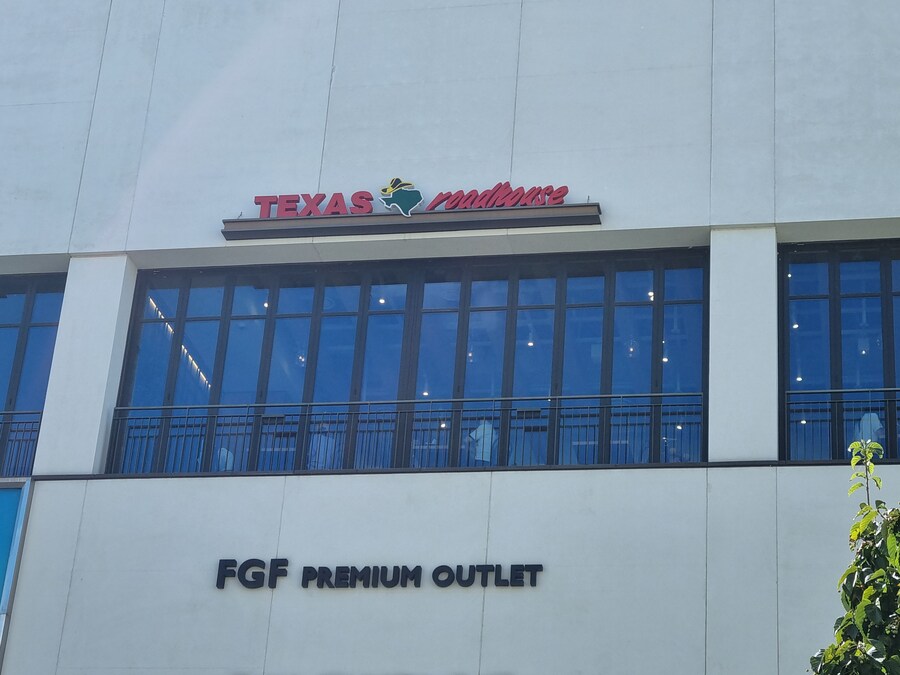 TEXAS roadhouse
FGF PREMIUM OUTLET